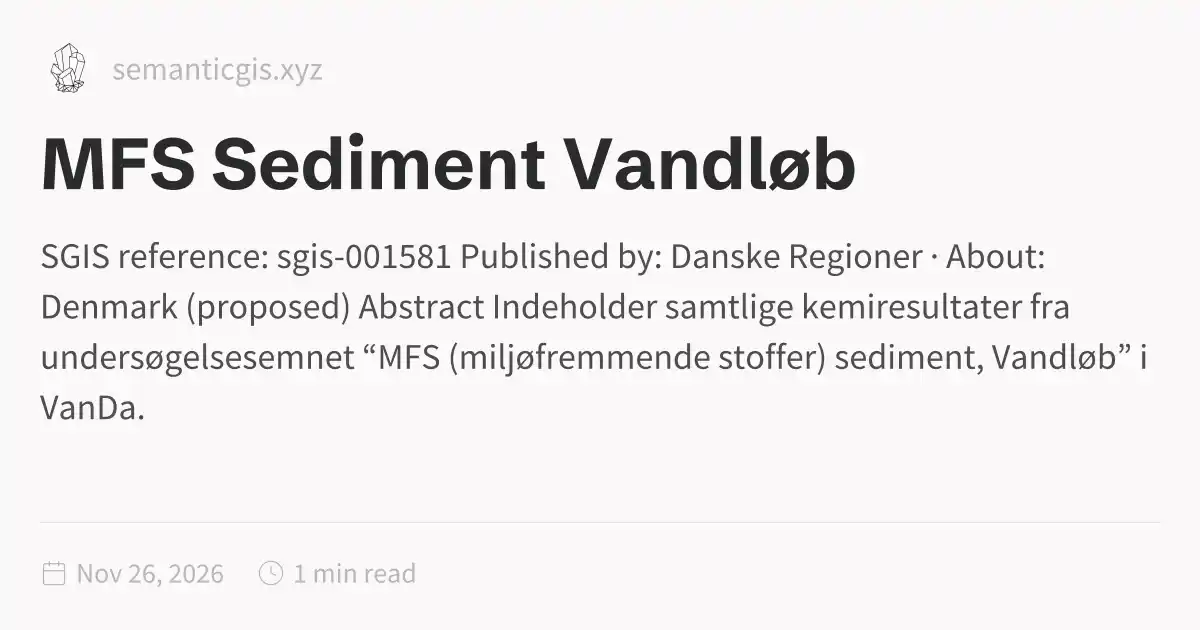 semanticgis.xyz
MFS Sediment Vandløb
SGIS reference: sgis-001581 Published by: Danske Regioner · About:
Denmark (proposed) Abstract Indeholder samtlige kemiresultater fra
undersøgelsesemnet “MFS (miljøfremmende stoffer) sediment, Vandløb” i
VanDa.
Nov 26, 2026 1 min read